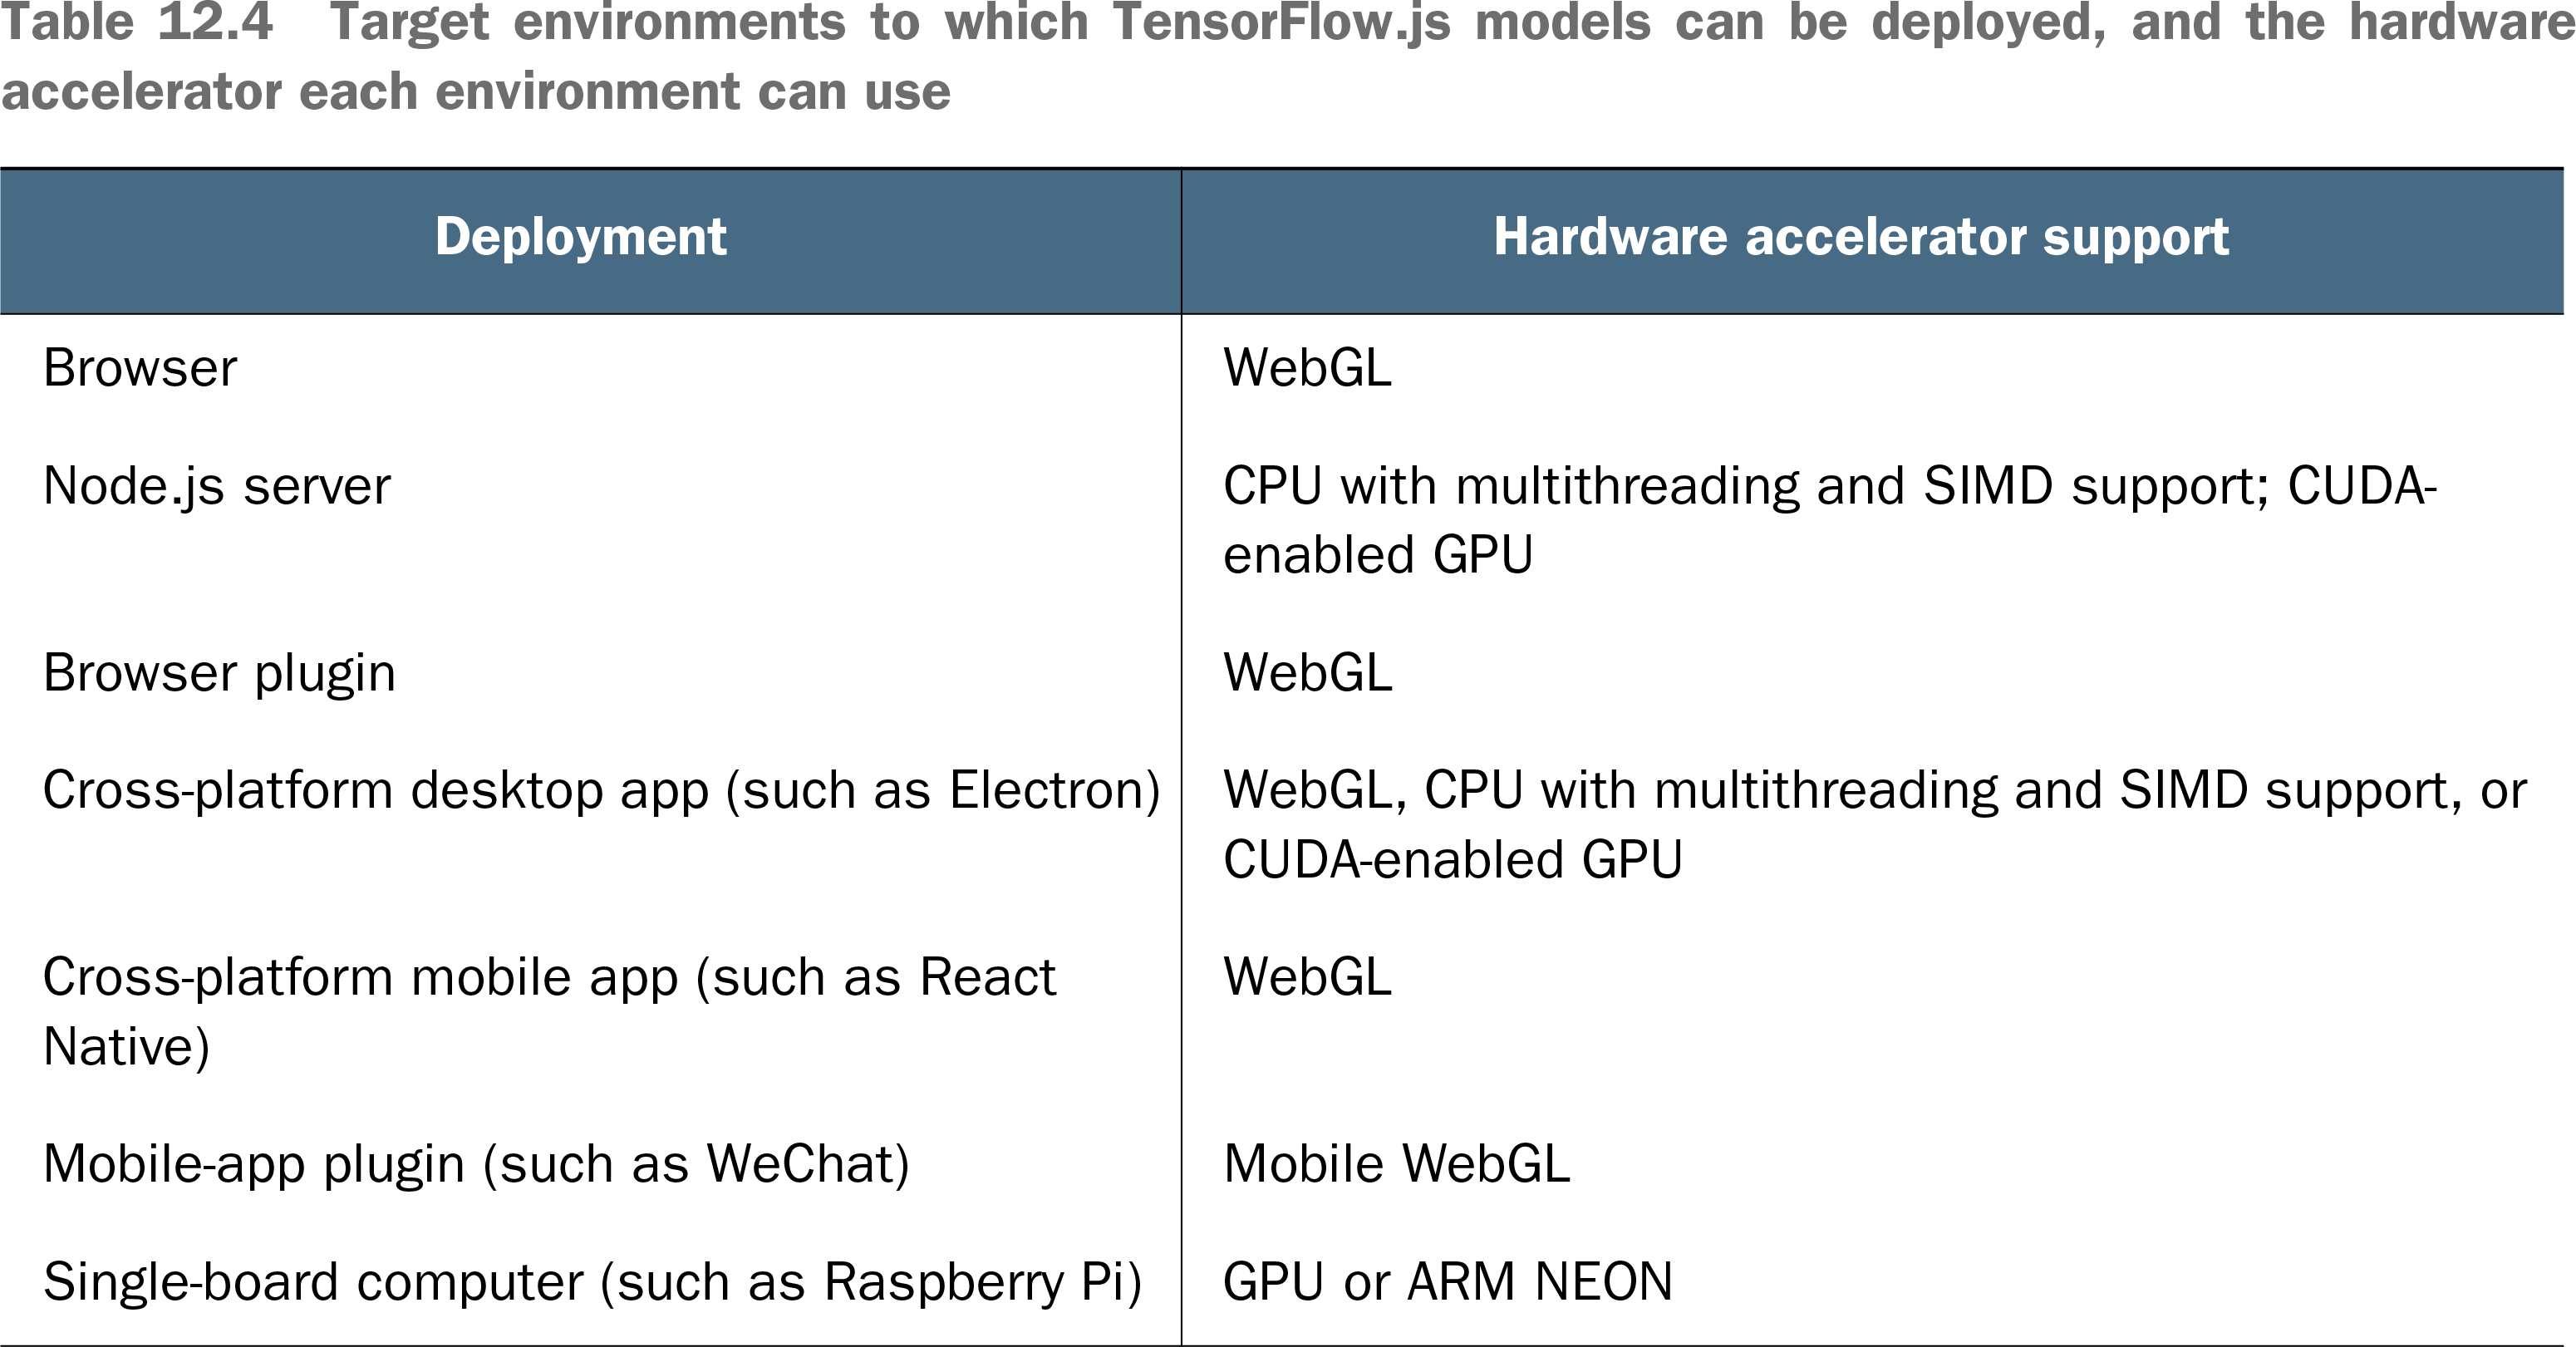 Table 12.4 Target environments to which TensorFlow.js models can be deployed, and the hardware
accelerator each environment can use
Deployment Hardware accelerator support
Browser WebGL
Node.js server CPU with multithreading and SIMD support; CUDA-
enabled GPU
Browser plugin WebGL
Cross-platform desktop app (such as Electron) WebGL, CPU with multithreading and SIMD support, or
CUDA-enabled GPU
Cross-platform mobile app (such as React WebGL
Native)
Mobile-app plugin (such as WeChat) Mobile WebGL
Single-board computer (such as Raspberry Pi) GPU or ARM NEON